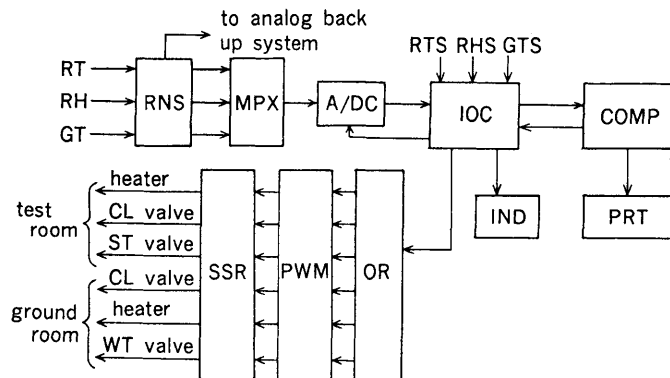 to analog back
up system
RTS RHS GTS
RT
RH
GT
RNS
MPX
A/DC
IOC
COMP
IND
PRT
heater
CL valve
ST valve
CL valve
heater
WT valve
test
room
ground
room
SSR
PWM
OR